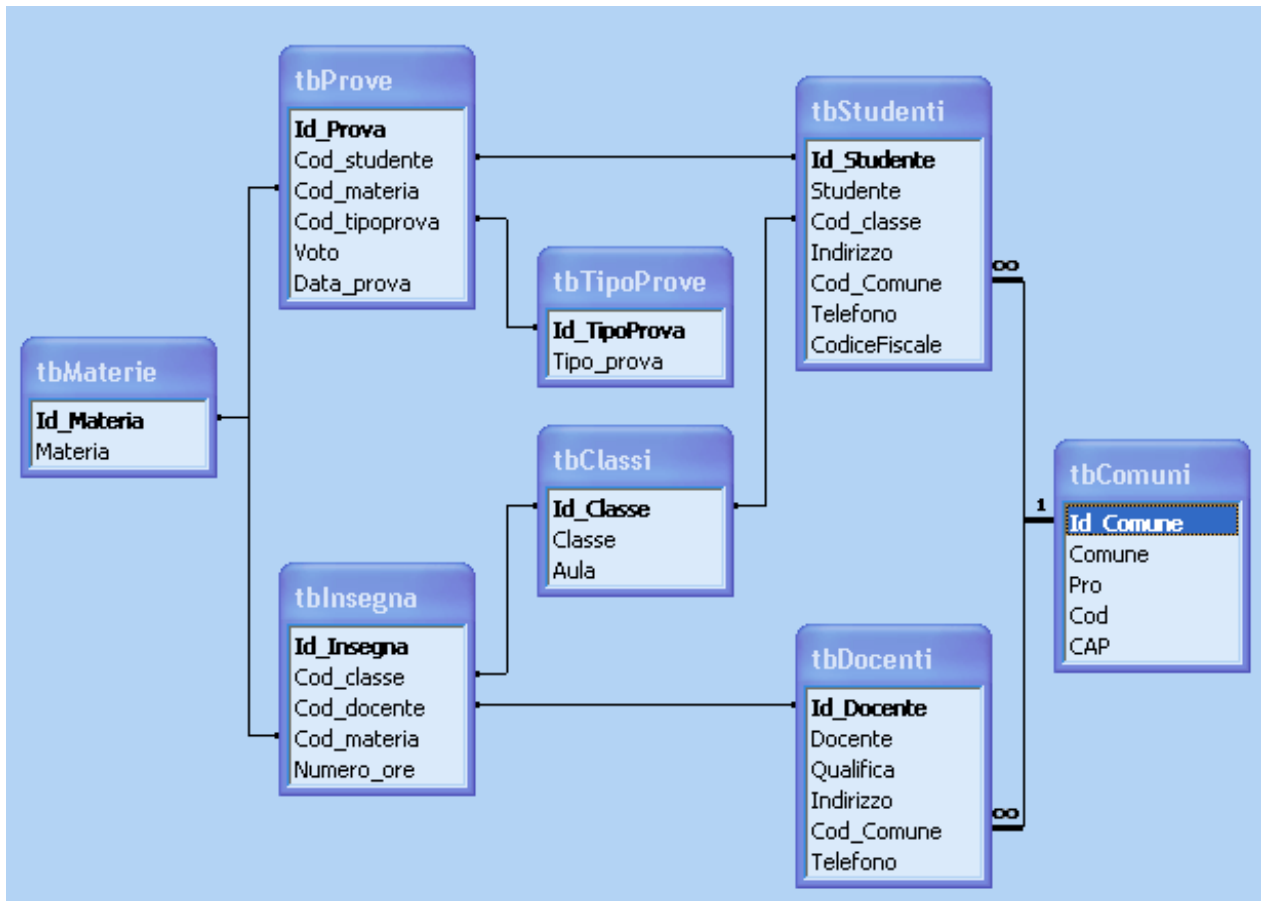 tbProve
Id_Prova
Cod_studente
Cod_materia
Cod_tipoprova
Voto
Data_prova
tbStudenti
Id_Studente
Studente
Cod_classe
Indirizzo
Cod_Comune
Telefono
CodiceFiscale
tbTipoProve
Id_TipoProva
Tipo_prova
tbMaterie
Id_Materia
Materia
tbClassi
Id_Classe
Classe
Aula
tbComuni
Id_Comune
Comune
Pro
Cod
CAP
tbInsegna
Id_Insegna
Cod_classe
Cod_docente
Cod_materia
Numero_ore
tbDocenti
Id_Docente
Docente
Qualifica
Indirizzo
Cod_Comune
Telefono
∞
1
∞